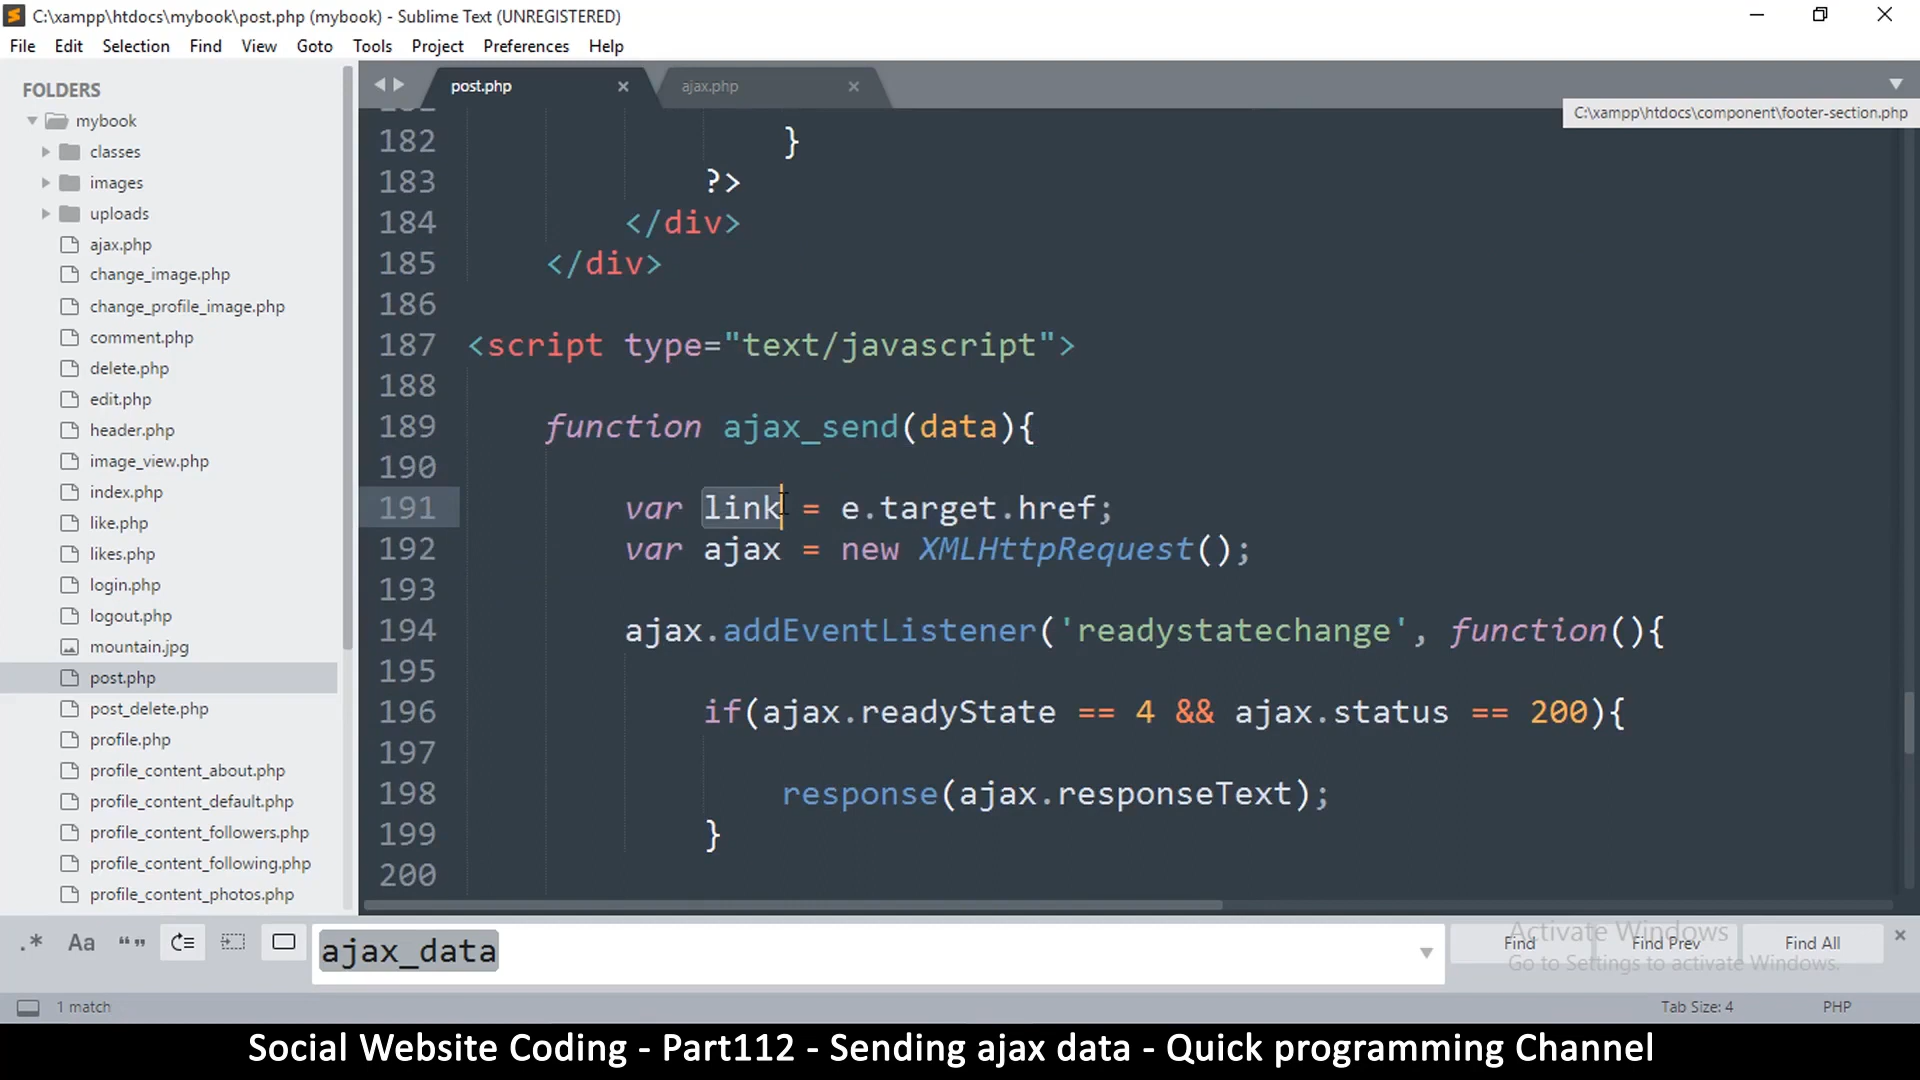 C:\xampp\htdocs\mybook\post.php (mybook) - Sublime Text (UNREGISTERED)
File Edit Selection Find View Goto Tools Project Preferences Help
FOLDERS
mybook
classes
images
uploads
ajax.php
change_image.php
change_profile_image.php
comment.php
delete.php
edit.php
header.php
image_view.php
index.php
like.php
likes.php
login.php
logout.php
mountain.jpg
post.php
post_delete.php
profile.php
profile_content_about.php
profile_content_default.php
profile_content_followers.php
profile_content_following.php
profile_content_photos.php
post.php ajax.php
C:\xampp\htdocs\component\footer-section.php
182 }
183 ?>
184 </div>
185 </div>
186
187 <script type="text/javascript">
188
189 function ajax_send(data){
190
191 var link = e.target.href;
192 var ajax = new XMLHttpRequest();
193
194 ajax.addEventListener('readystatechange', function(){
195
196 if(ajax.readyState == 4 && ajax.status == 200){
197
198 response(ajax.responseText);
199 }
200
.* Aa “” ajax_data Find Find Prev Find All
Activate Windows
Go to Settings to activate Windows.
1 match Tab Size: 4 PHP
Social Website Coding - Part112 - Sending ajax data - Quick programming Channel